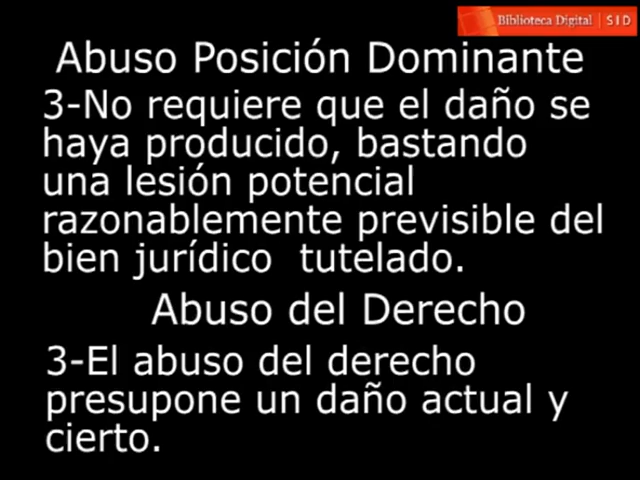 Biblioteca Digital | SID
Abuso Posición Dominante
3-No requiere que el daño se
haya producido, bastando
una lesión potencial
razonablemente previsible del
bien jurídico tutelado.
Abuso del Derecho
3-El abuso del derecho
presupone un daño actual y
cierto.